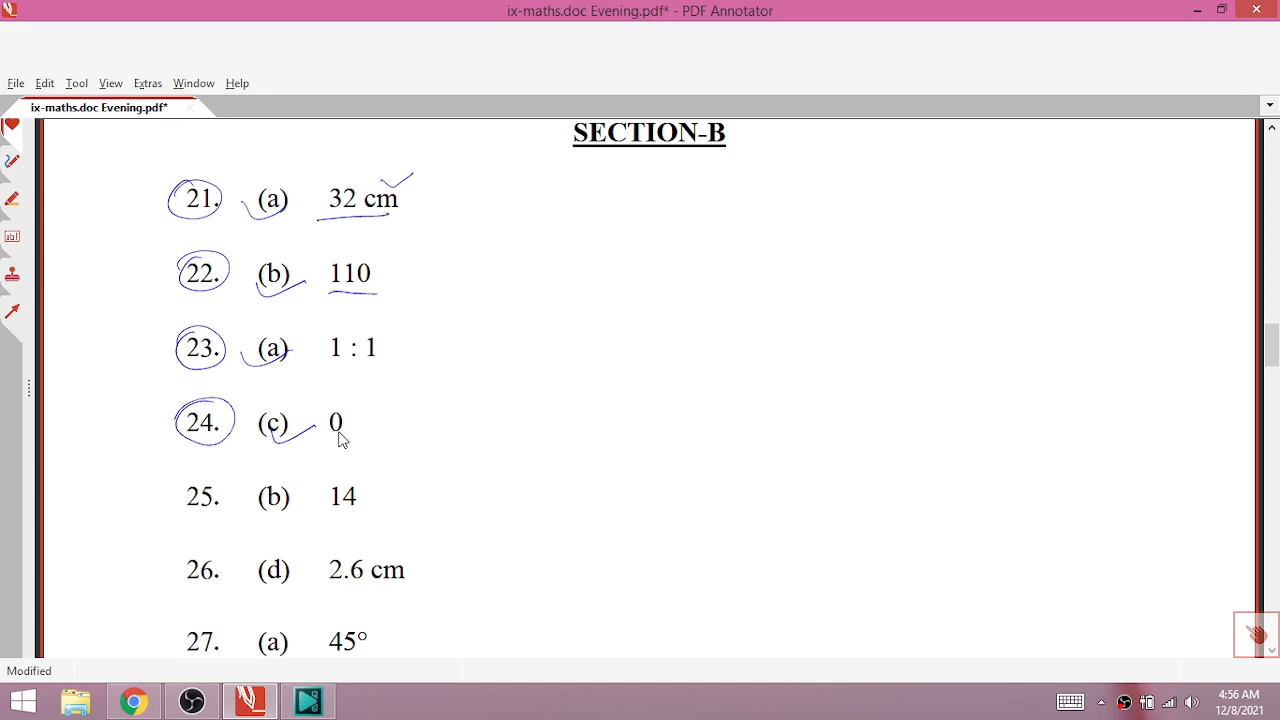 ix-maths.doc Evening.pdf* - PDF Annotator
File Edit Tool View Extras Window Help
ix-maths.doc Evening.pdf*
SECTION-B
21. (a) 32 cm
22. (b) 110
23. (a) 1 : 1
24. (c) 0
25. (b) 14
26. (d) 2.6 cm
27. (a) 45°
Modified
4:56 AM
12/8/2021